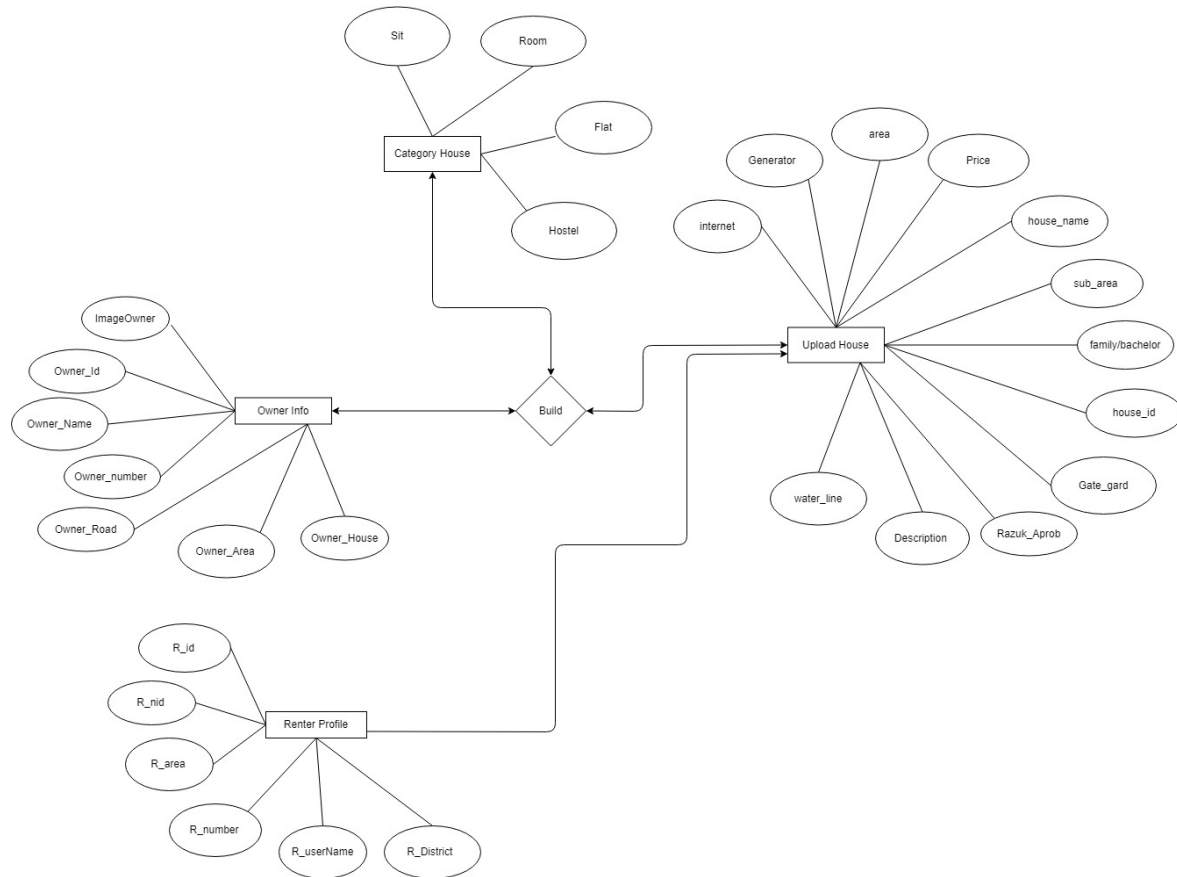 Sit
Room
Flat
Category House
Hostel
area
Generator
Price
internet
house_name
sub_area
Upload House
family/bachelor
house_id
Gate_gard
water_line
Description
Razuk_Aprob
ImageOwner
Owner_Id
Owner_Name
Owner Info
Build
Owner_number
Owner_Road
Owner_Area
Owner_House
R_id
R_nid
Renter Profile
R_area
R_number
R_userName
R_District